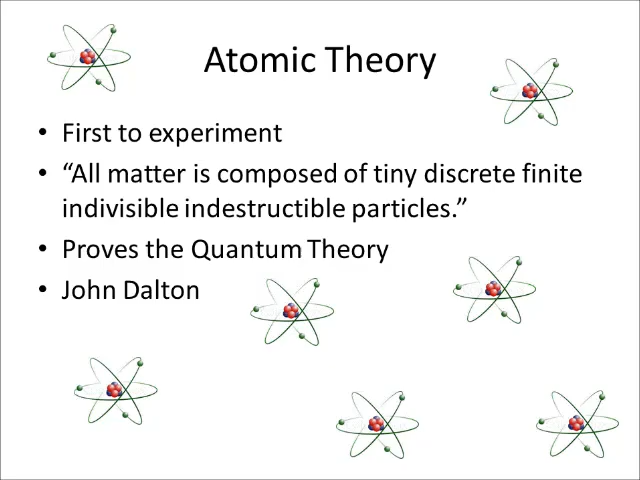 Atomic Theory
• First to experiment
• “All matter is composed of tiny discrete finite
indivisible indestructible particles.”
• Proves the Quantum Theory
• John Dalton